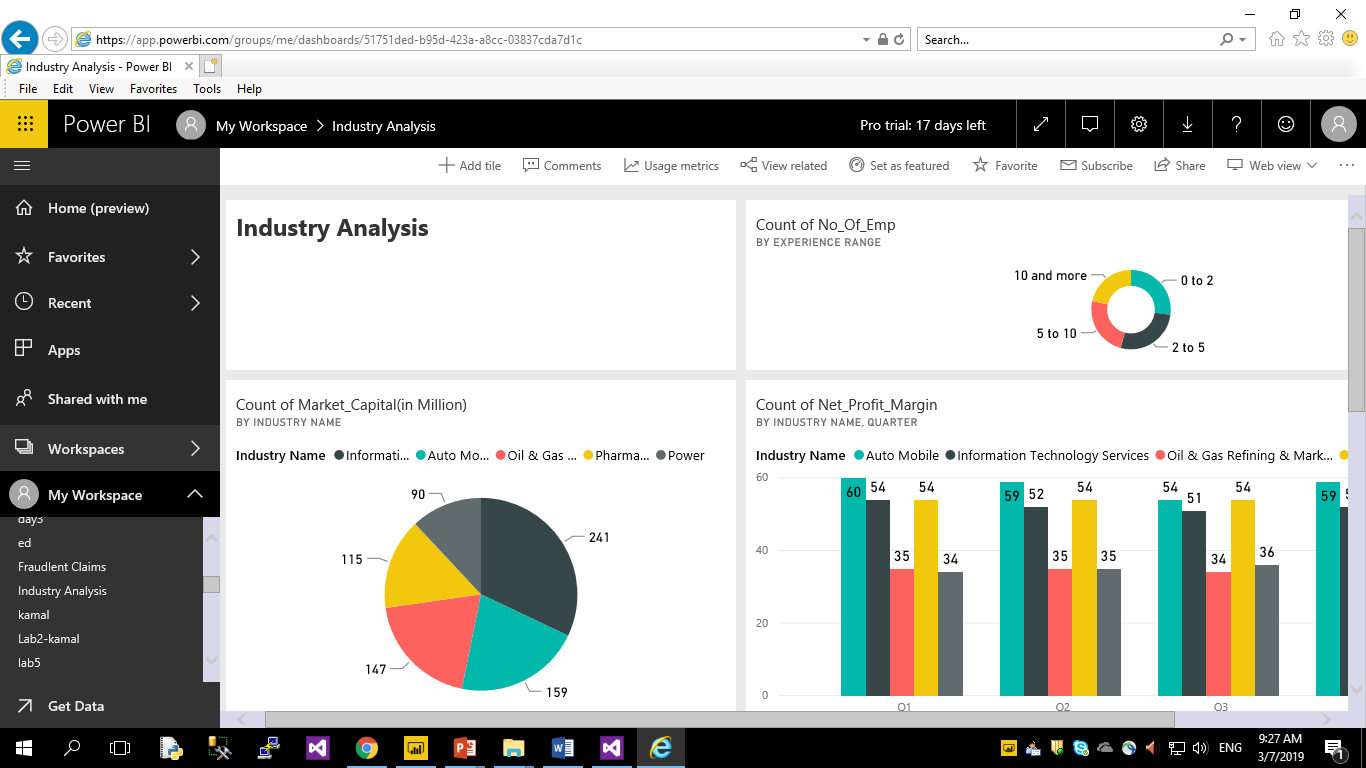 https://app.powerbi.com/groups/me/dashboards/51751ded-b95d-423a-a8cc-03837cda7d1c
Search...
Industry Analysis - Power BI
File Edit View Favorites Tools Help
Power BI My Workspace > Industry Analysis Pro trial: 17 days left
Add tile Comments Usage metrics View related Set as featured Favorite Subscribe Share Web view ...
Home (preview)
Favorites
Recent
Apps
Shared with me
Workspaces
My Workspace
day3
ed
Fraudlent Claims
Industry Analysis
kamal
Lab2-kamal
lab5
Get Data
Industry Analysis
Count of No_Of_Emp
BY EXPERIENCE RANGE
10 and more
0 to 2
5 to 10
2 to 5
Count of Market_Capital(in Million)
BY INDUSTRY NAME
Industry Name Informati... Auto Mo... Oil & Gas ... Pharma... Power
90
241
115
147
159
Count of Net_Profit_Margin
BY INDUSTRY NAME, QUARTER
Industry Name Auto Mobile Information Technology Services Oil & Gas Refining & Mark...
60
40
20
0
60 54 35 54 34
59 52 35 54 35
54 51 34 54 36
59
Q1 Q2 Q3
ENG
9:27 AM
3/7/2019
1